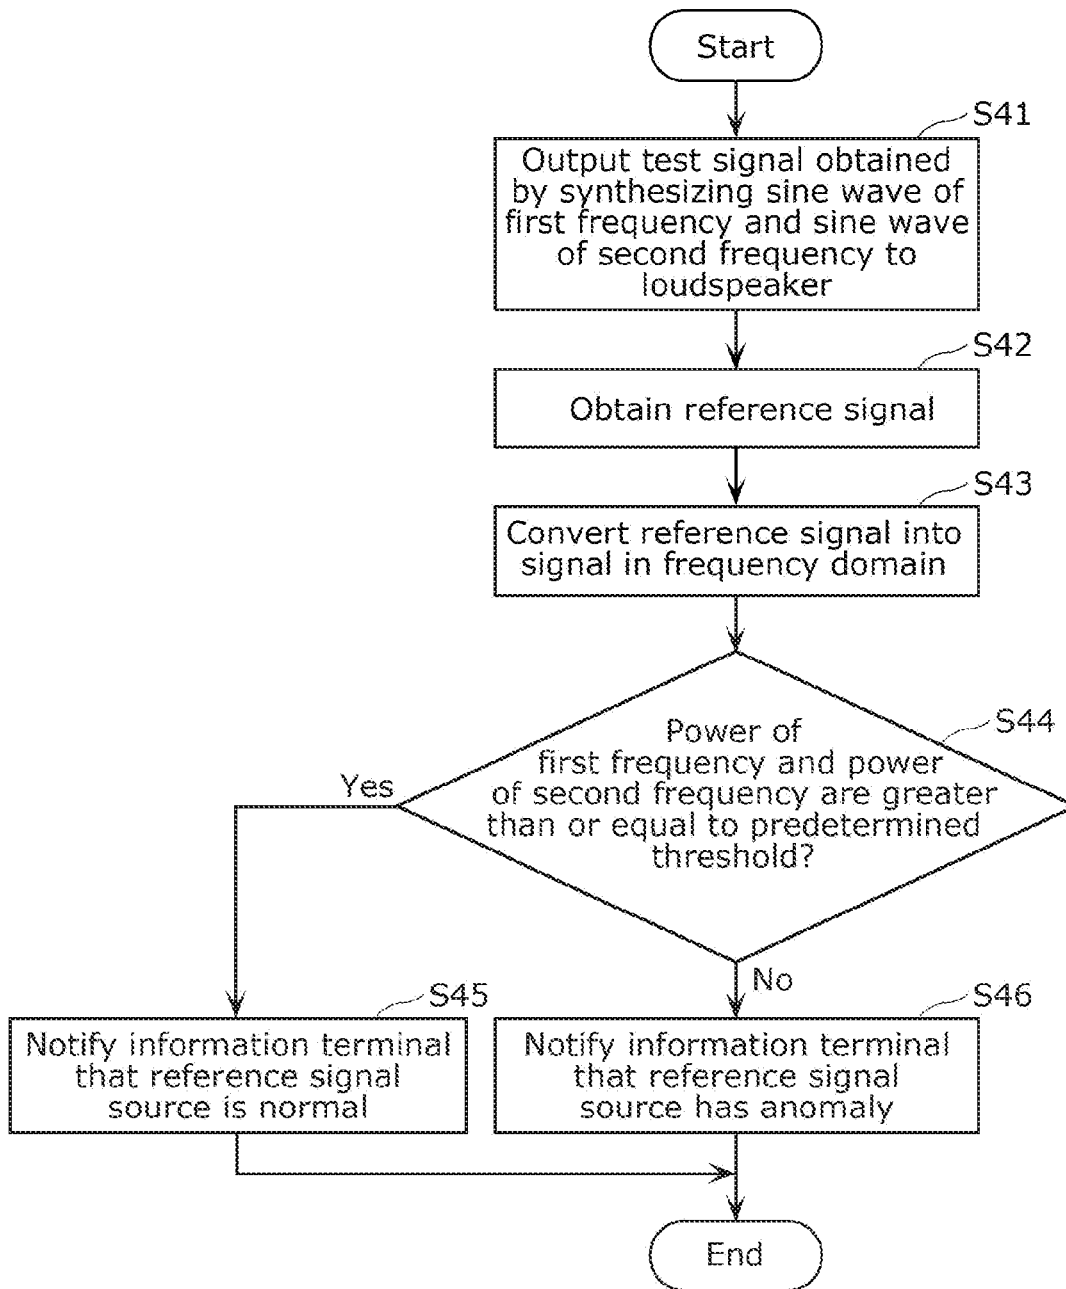 Start
S41
Output test signal obtained
by synthesizing sine wave of
first frequency and sine wave
of second frequency to
loudspeaker
S42
Obtain reference signal
S43
Convert reference signal into
signal in frequency domain
S44
Power of
first frequency and power
of second frequency are greater
than or equal to predetermined
threshold?
Yes
No
S45
Notify information terminal
that reference signal
source is normal
S46
Notify information terminal
that reference signal
source has anomaly
End